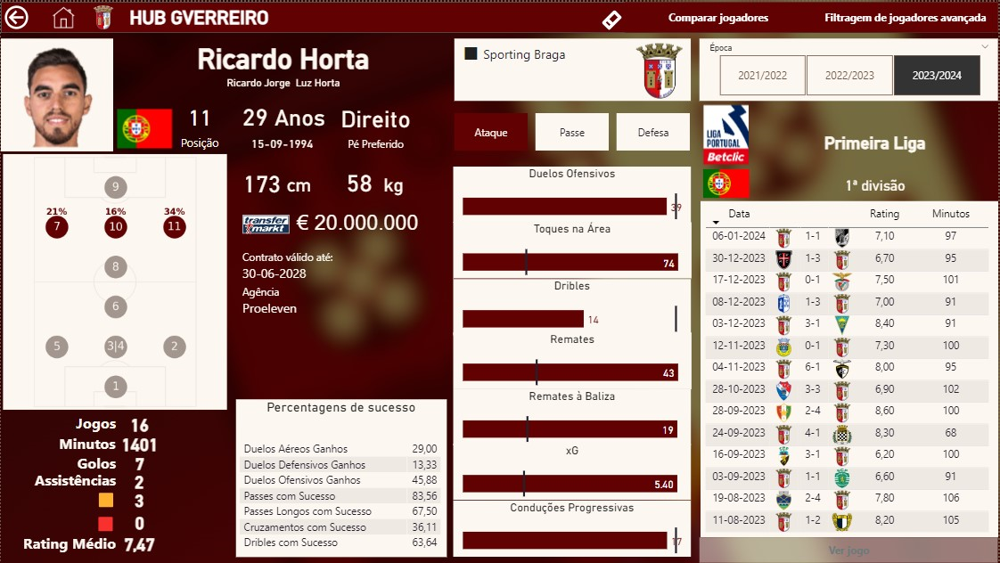 HUB GVERREIRO
Comparar jogadores
Filtragem de jogadores avançada
Ricardo Horta
Ricardo Jorge Luz Horta
11
Posição
29 Anos
15-09-1994
Direito
Pé Preferido
173 cm
58 kg
transfer
markt
€ 20.000.000
Contrato válido até:
30-06-2028
Agência
Proeleven
9
21% 16% 34%
7 10 11
8
6
5 3|4 2
1
Jogos 16
Minutos 1401
Golos 7
Assistências 2
3
0
Rating Médio 7,47
Percentagens de sucesso
Duelos Aéreos Ganhos 29,00
Duelos Defensivos Ganhos 13,33
Duelos Ofensivos Ganhos 45,88
Passes com Sucesso 83,56
Passes Longos com Sucesso 67,50
Cruzamentos com Sucesso 36,11
Dribles com Sucesso 63,64
Sporting Braga
Ataque
Passe
Defesa
Duelos Ofensivos
39
Toques na Área
74
Dribles
14
Remates
43
Remates à Baliza
19
xG
5.40
Conduções Progressivas
17
Época
2021/2022
2022/2023
2023/2024
LIGA
PORTUGAL
Betclic
Primeira Liga
1ª divisão
Data Rating Minutos
06-01-2024 1-1 7,10 97
30-12-2023 1-3 6,70 95
17-12-2023 0-1 7,50 101
08-12-2023 1-3 7,00 91
03-12-2023 3-1 8,40 91
12-11-2023 0-1 7,30 100
04-11-2023 6-1 8,00 95
28-10-2023 3-3 6,90 102
28-09-2023 2-4 8,60 100
24-09-2023 4-1 8,30 68
16-09-2023 3-1 6,20 100
03-09-2023 1-1 6,60 91
19-08-2023 2-4 7,80 106
11-08-2023 1-2 8,20 105
Ver jogo